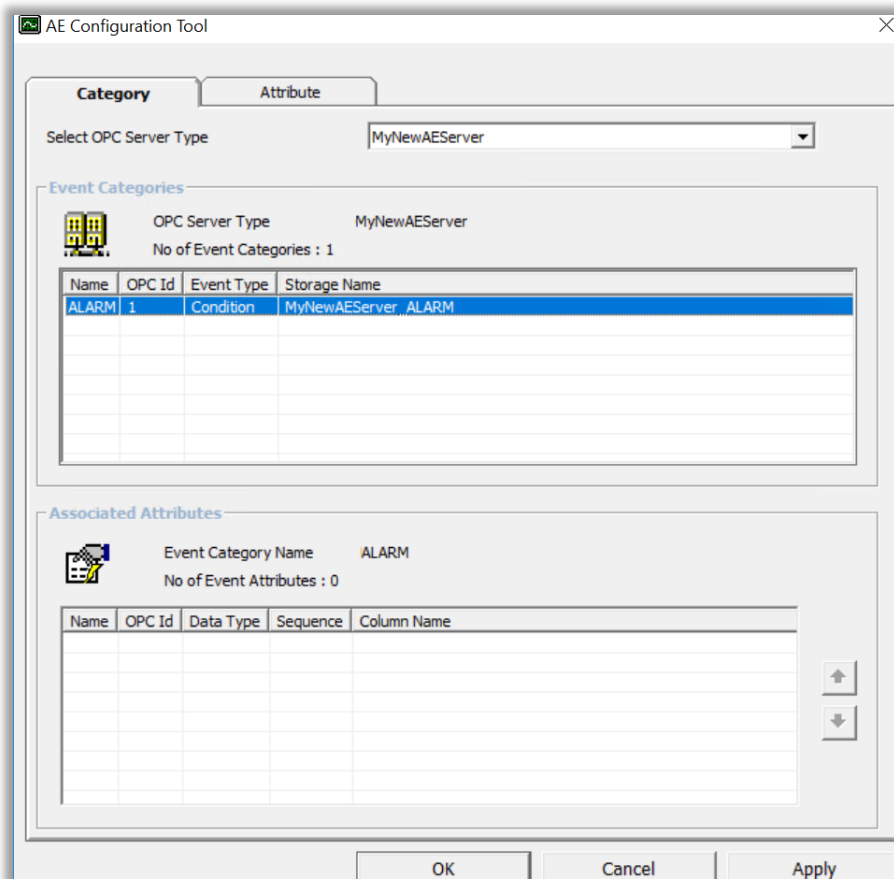 AE Configuration Tool
Category Attribute
Select OPC Server Type MyNewAEServer
Event Categories
OPC Server Type MyNewAEServer
No of Event Categories : 1
Name OPC Id Event Type Storage Name
ALARM 1 Condition MyNewAEServer_ALARM
Associated Attributes
Event Category Name ALARM
No of Event Attributes : 0
Name OPC Id Data Type Sequence Column Name
OK Cancel Apply